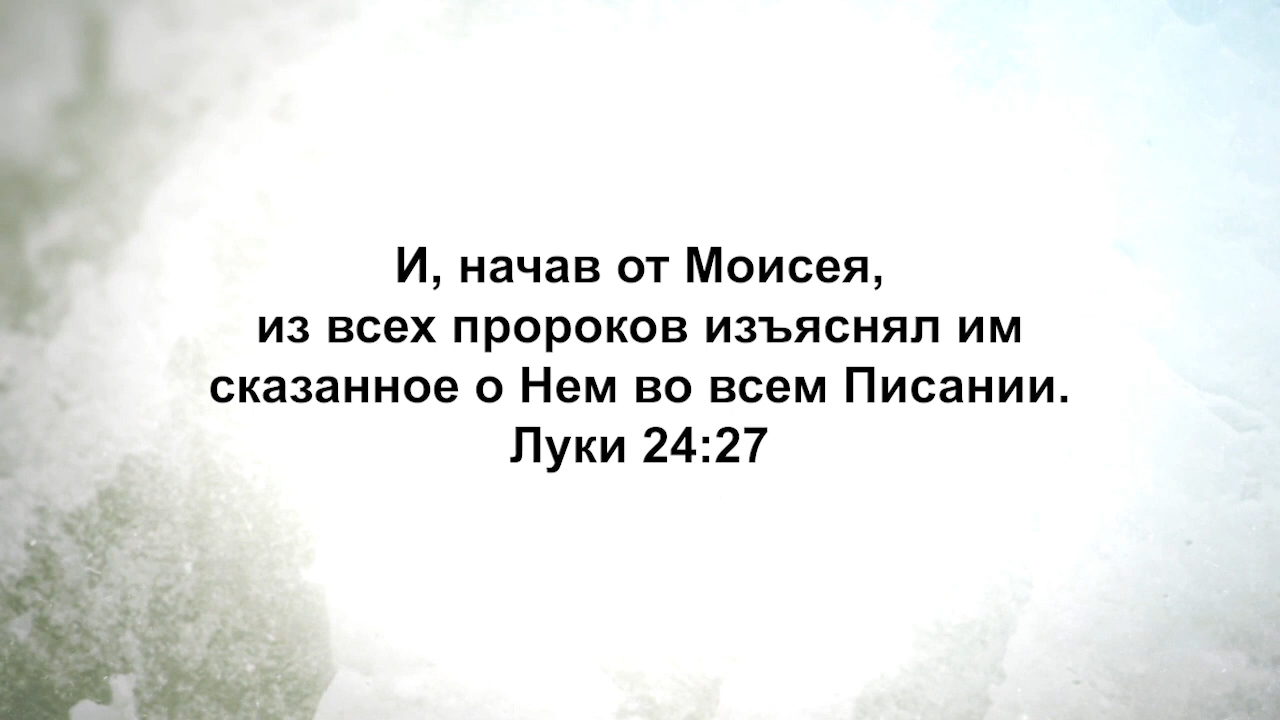 И, начав от Моисея,
из всех пророков изъяснял им
сказанное о Нем во всем Писании.
Луки 24:27